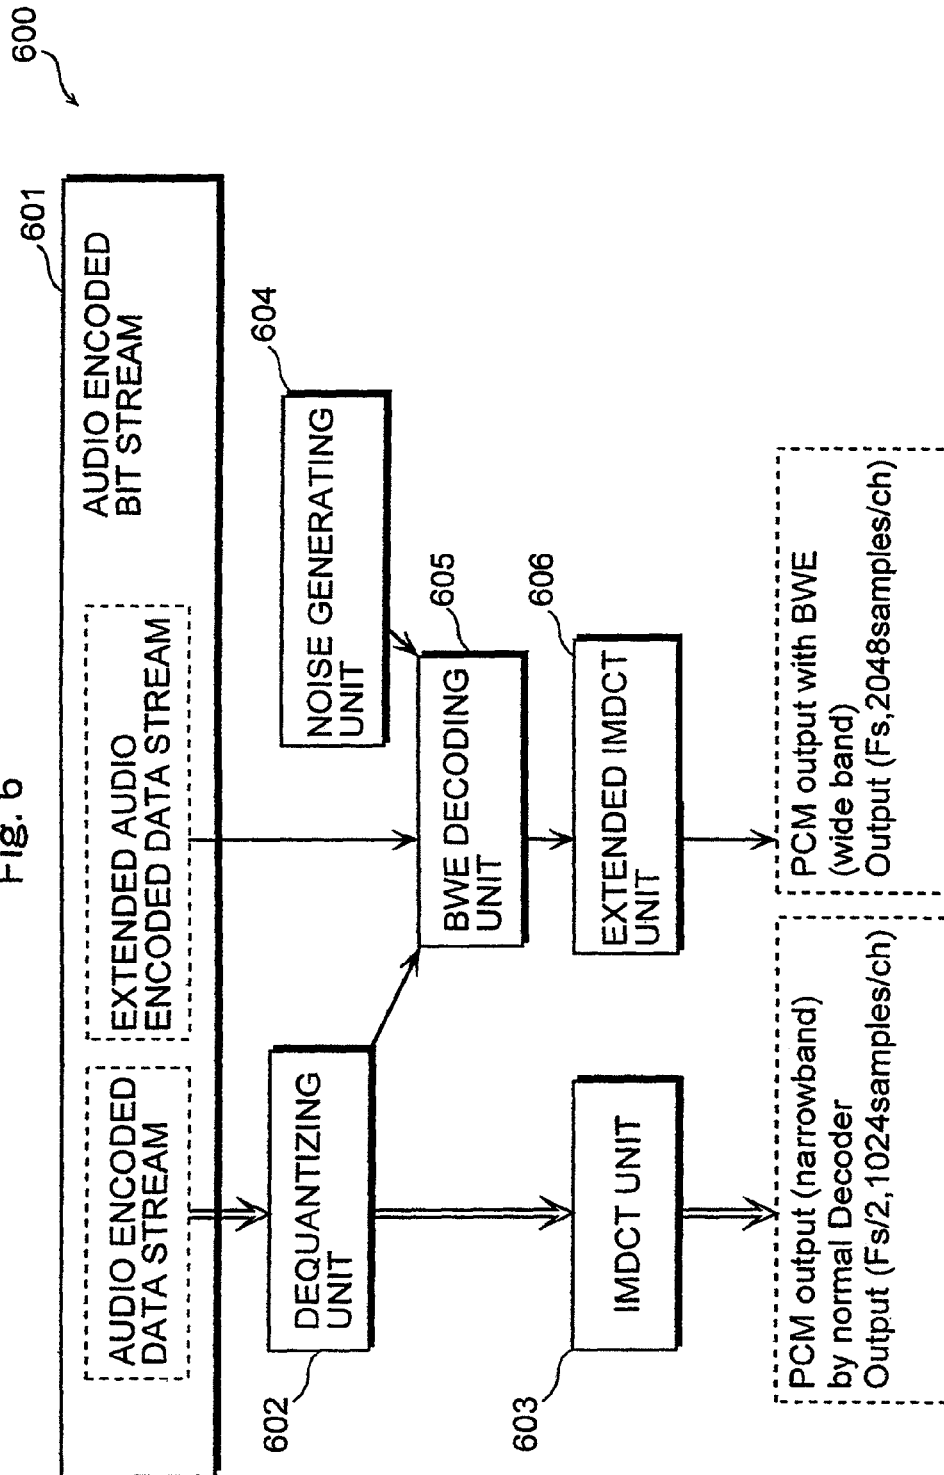 Fig. 6
600
601
AUDIO ENCODED
BIT STREAM
AUDIO ENCODED
DATA STREAM
EXTENDED AUDIO
ENCODED DATA STREAM
602
DEQUANTIZING
UNIT
604
NOISE GENERATING
UNIT
605
BWE DECODING
UNIT
603
IMDCT UNIT
606
EXTENDED IMDCT
UNIT
PCM output (narrowband)
by normal Decoder
Output (Fs/2,1024samples/ch)
PCM output with BWE
(wide band)
Output (Fs,2048samples/ch)